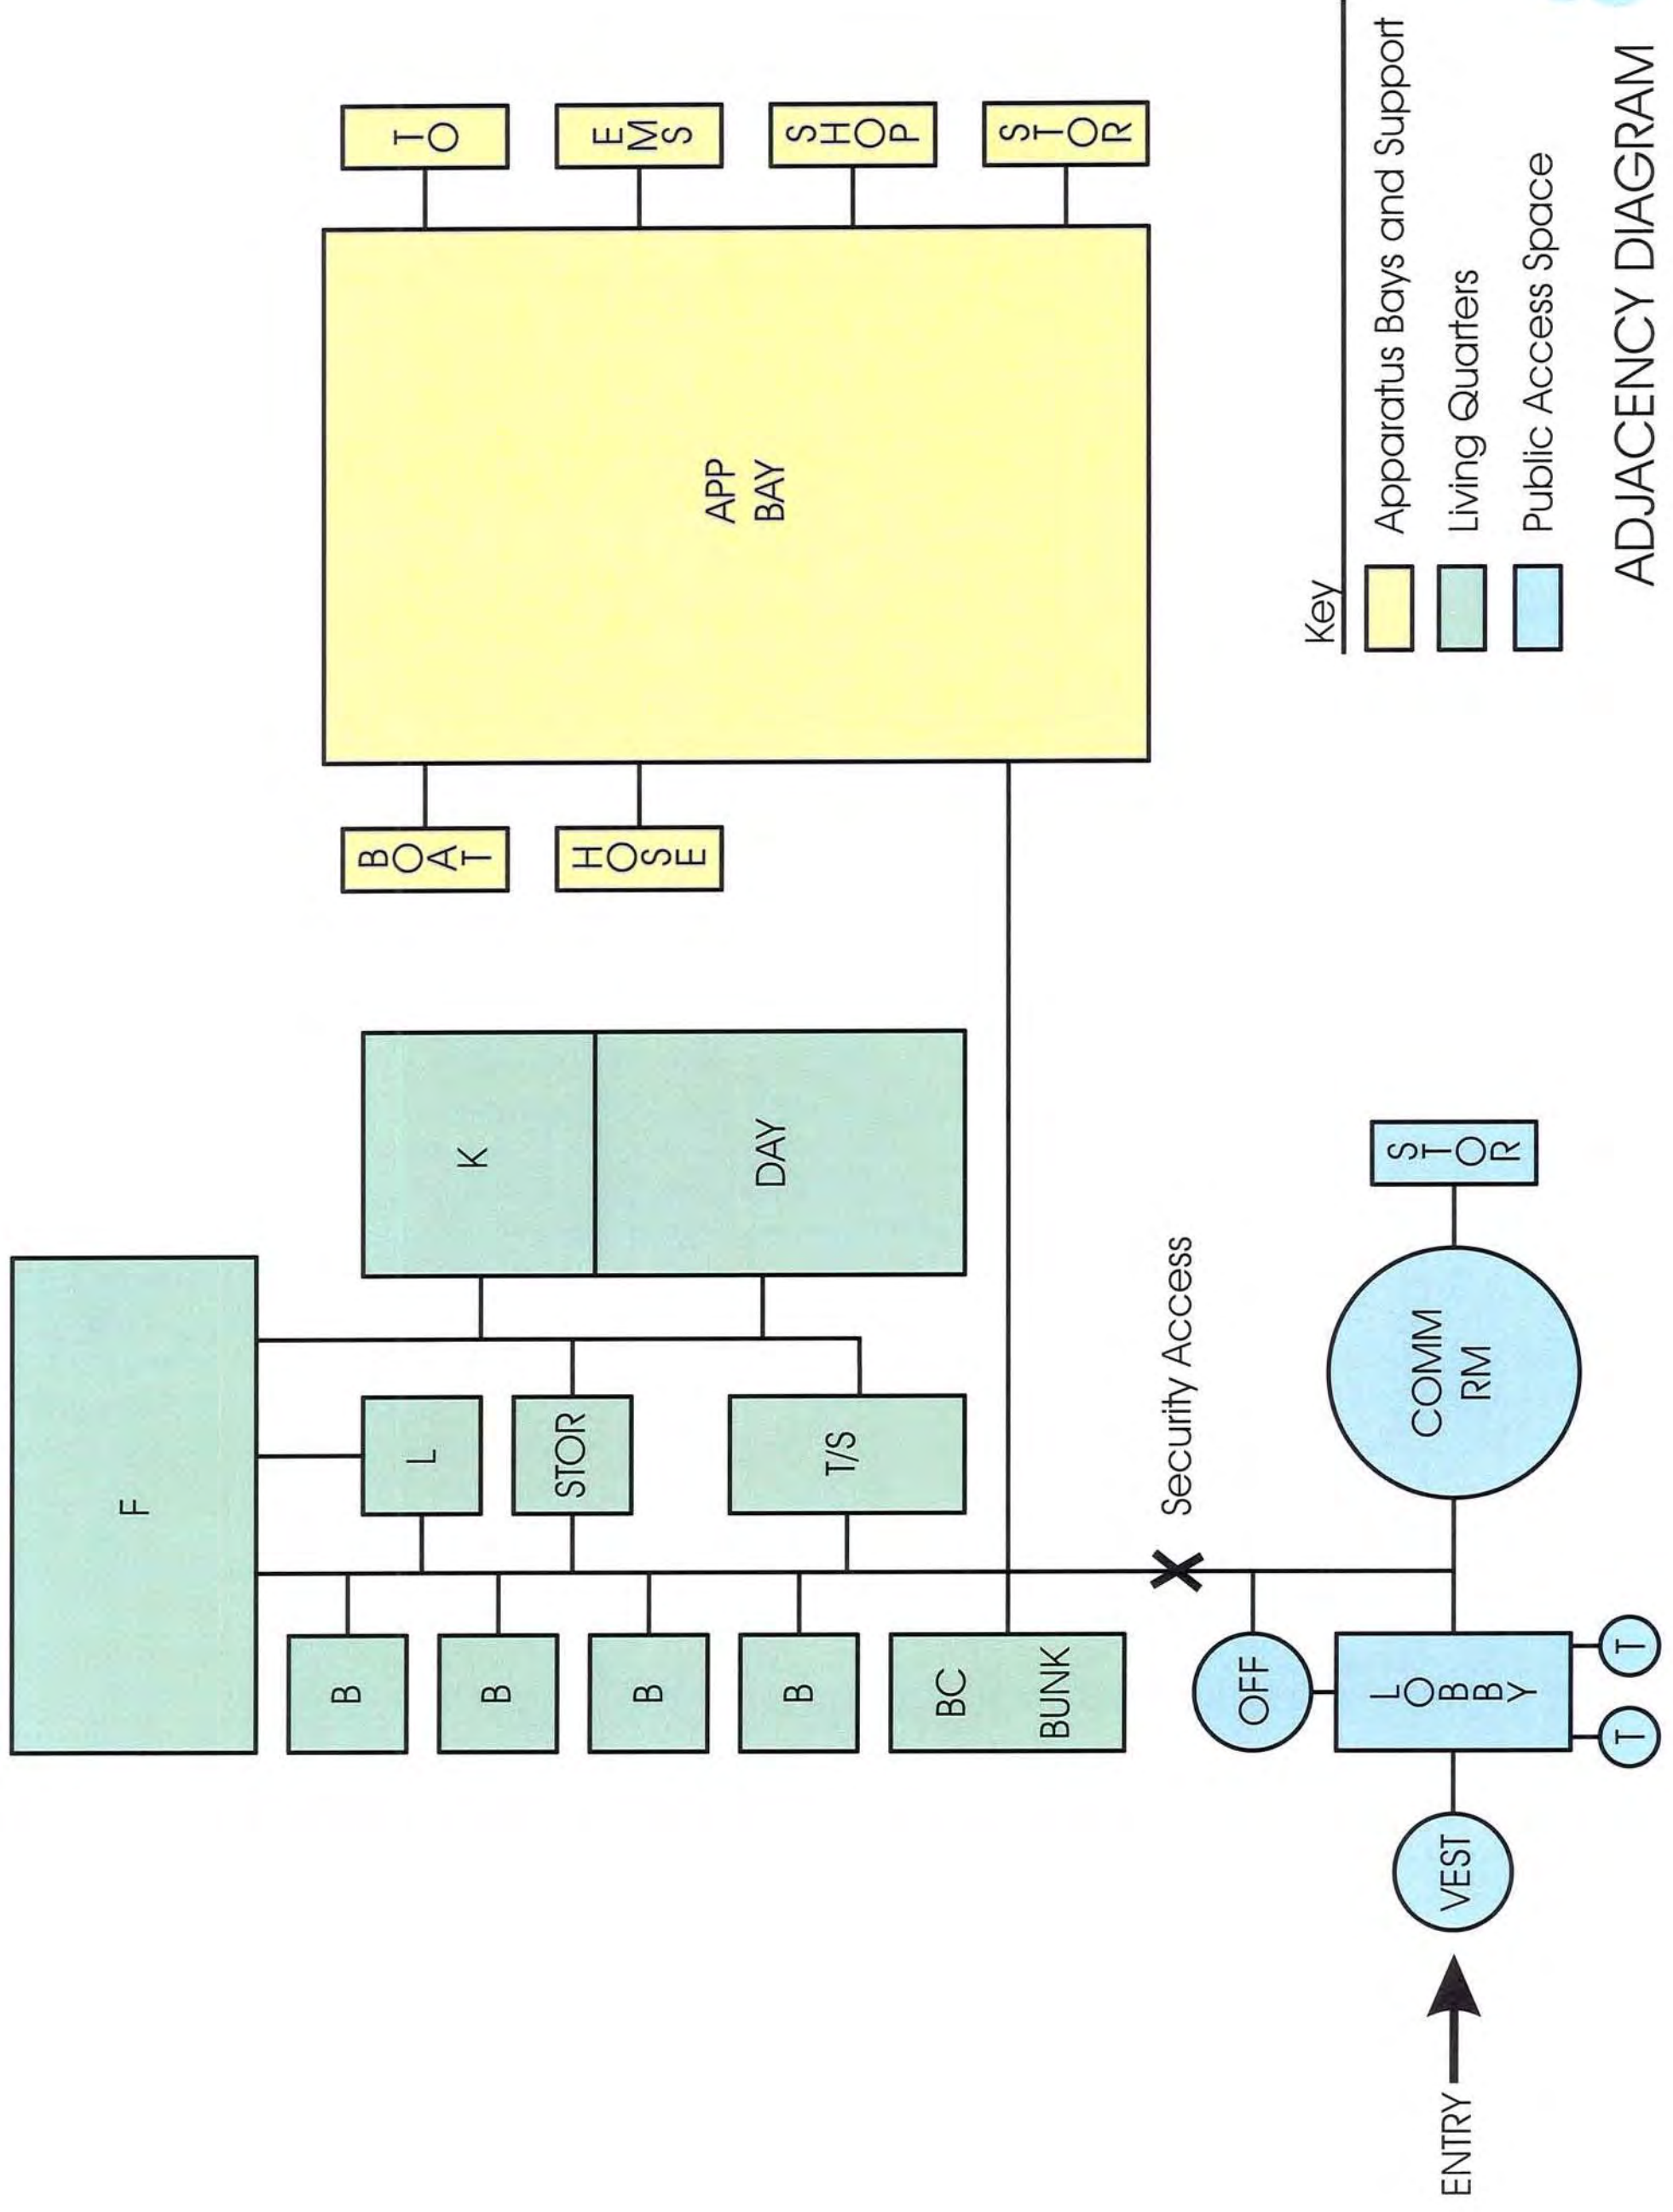 F
B
L
K
BOAT
TO
B
STOR
HOSE
EMS
B
DAY
APP
BAY
SHOP
B
T/S
BC
BUNK
STOR
Security Access
OFF
ENTRY
VEST
LOBBY
COMM
RM
STOR
T
T
Key
Apparatus Bays and Support
Living Quarters
Public Access Space
ADJACENCY DIAGRAM